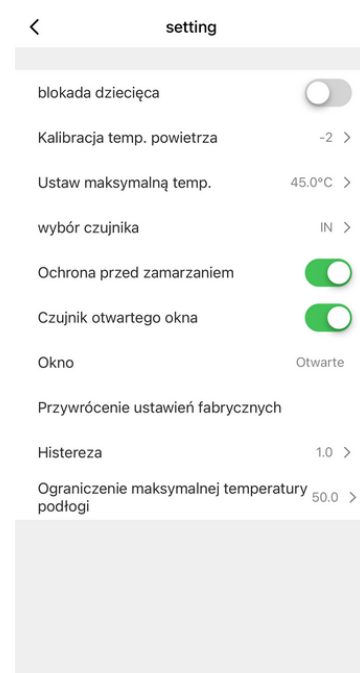 setting
blokada dziecięca
Kalibracja temp. powietrza -2
Ustaw maksymalną temp. 45.0°C
wybór czujnika IN
Ochrona przed zamarzaniem
Czujnik otwartego okna
Okno Otwarte
Przywrócenie ustawień fabrycznych
Histereza 1.0
Ograniczenie maksymalnej temperatury 50.0
podłogi